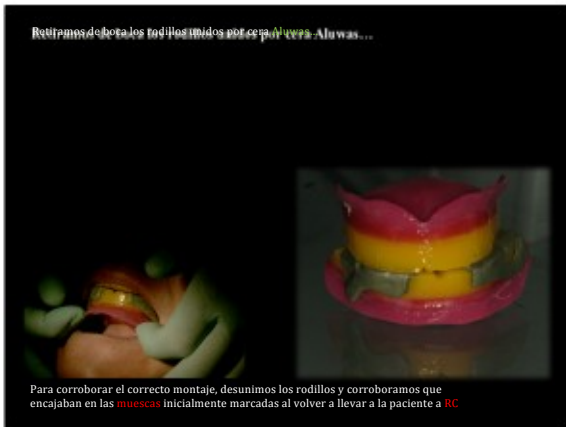 Retiramos de boca los rodillos unidos por cera Aluwas...
Para corroborar el correcto montaje, desunimos los rodillos y corroboramos que
encajaban en las muescas inicialmente marcadas al volver a llevar a la paciente a RC